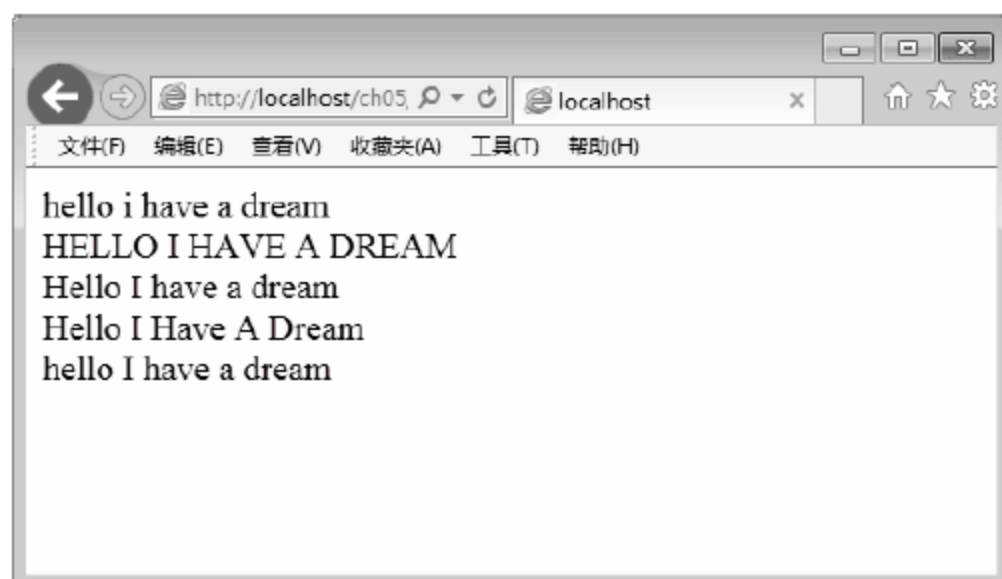 http://localhost/ch05,
localhost
文件(F) 编辑(E) 查看(V) 收藏夹(A) 工具(T) 帮助(H)
hello i have a dream
HELLO I HAVE A DREAM
Hello I have a dream
Hello I Have A Dream
hello I have a dream